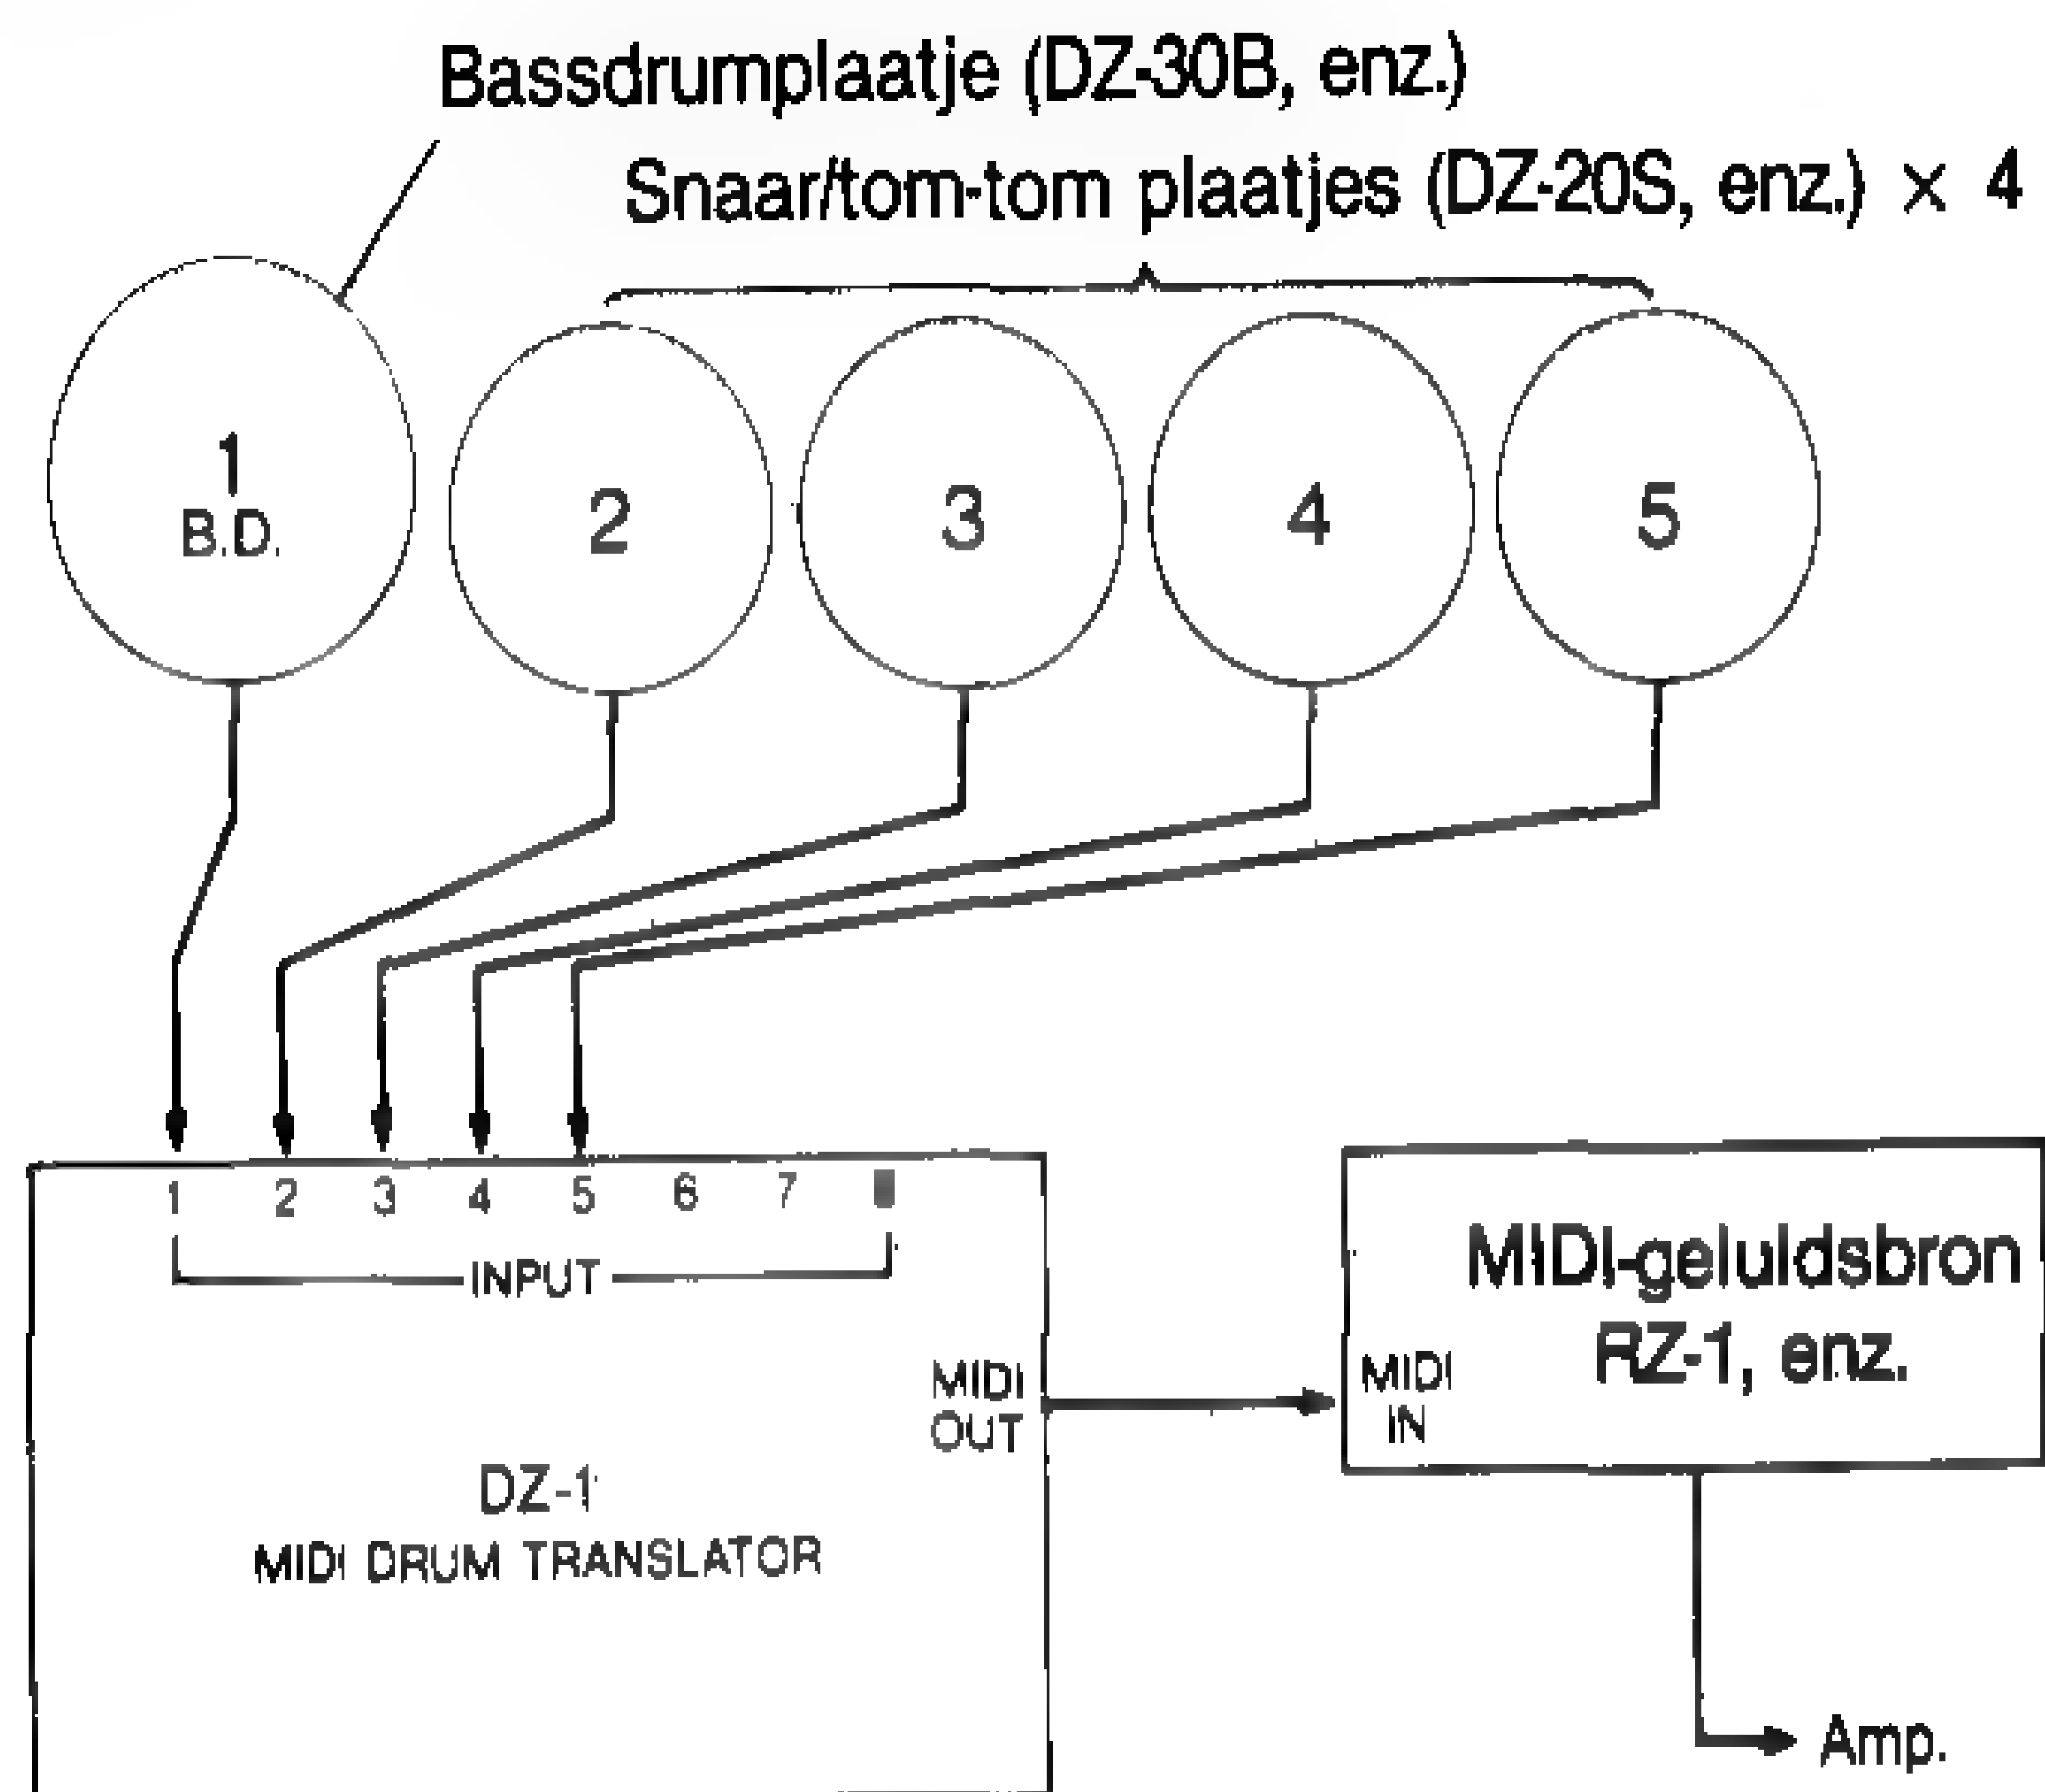 Bassdrumplaatje (DZ-30B, enz.)
Snaar/tom-tom plaatjes (DZ-20S, enz.) × 4
1
B.D.
2
3
4
5
1 2 3 4 5 6 7
INPUT
MIDI
OUT
DZ-1
MIDI DRUM TRANSLATOR
MIDI-geluidsbron
RZ-1, enz.
MIDI
IN
Amp.